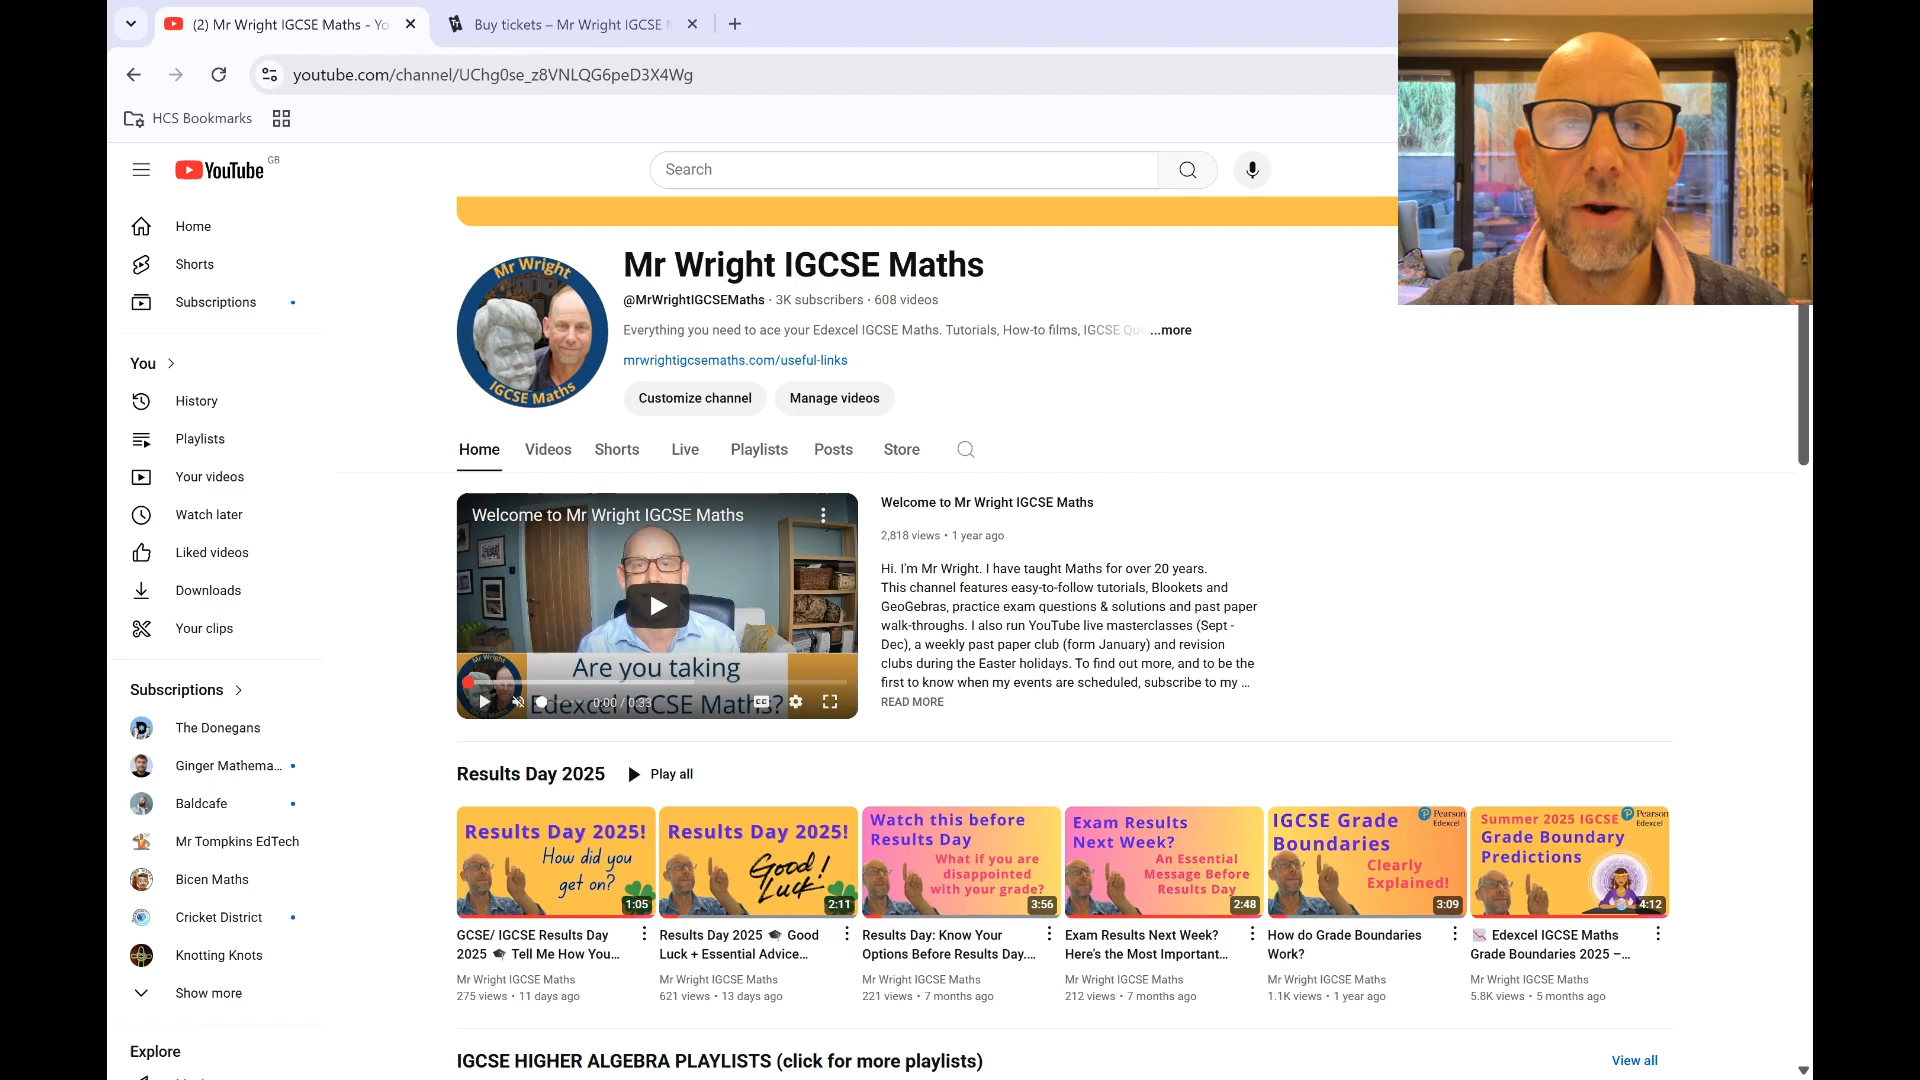 (2) Mr Wright IGCSE Maths - Yo
Buy tickets – Mr Wright IGCSE
youtube.com/channel/UChg0se_z8VNLQG6peD3X4Wg
HCS Bookmarks
YouTube GB
Search
Home
Shorts
Subscriptions
You
History
Playlists
Your videos
Watch later
Liked videos
Downloads
Your clips
Subscriptions
The Donegans
Ginger Mathema...
Baldcafe
Mr Tompkins EdTech
Bicen Maths
Cricket District
Knotting Knots
Show more
Explore
Mr Wright
IGCSE Maths
Mr Wright IGCSE Maths
@MrWrightIGCSEMaths · 3K subscribers · 608 videos
Everything you need to ace your Edexcel IGCSE Maths. Tutorials, How-to films, IGCSE Que ...more
mrwrightigcsemaths.com/useful-links
Customize channel
Manage videos
Home Videos Shorts Live Playlists Posts Store
Welcome to Mr Wright IGCSE Maths
Are you taking
Edexcel IGCSE Maths?
0:00 / 0:33
Welcome to Mr Wright IGCSE Maths
2,818 views • 1 year ago
Hi. I'm Mr Wright. I have taught Maths for over 20 years.
This channel features easy-to-follow tutorials, Blookets and
GeoGebras, practice exam questions & solutions and past paper
walk-throughs. I also run YouTube live masterclasses (Sept -
Dec), a weekly past paper club (form January) and revision
clubs during the Easter holidays. To find out more, and to be the
first to know when my events are scheduled, subscribe to my ...
READ MORE
Results Day 2025
Play all
Results Day 2025!
How did you
get on?
1:05
GCSE/ IGCSE Results Day
2025 🎓 Tell Me How You...
Mr Wright IGCSE Maths
275 views • 11 days ago
Results Day 2025!
Good!
Luck
2:11
Results Day 2025 🎓 Good
Luck + Essential Advice...
Mr Wright IGCSE Maths
621 views • 13 days ago
Watch this before
Results Day
What if you are
disappointed
with your grade?
3:56
Results Day: Know Your
Options Before Results Day....
Mr Wright IGCSE Maths
221 views • 7 months ago
Exam Results
Next Week?
An Essential
Message Before
Results Day
2:48
Exam Results Next Week?
Here's the Most Important...
Mr Wright IGCSE Maths
212 views • 7 months ago
IGCSE Grade
Boundaries
Pearson
Edexcel
Clearly
Explained!
3:09
How do Grade Boundaries
Work?
Mr Wright IGCSE Maths
1.1K views • 1 year ago
Summer 2025 IGCSE
Grade Boundary
Predictions
Pearson
Edexcel
4:12
📉 Edexcel IGCSE Maths
Grade Boundaries 2025 –...
Mr Wright IGCSE Maths
5.8K views • 5 months ago
IGCSE HIGHER ALGEBRA PLAYLISTS (click for more playlists)
View all